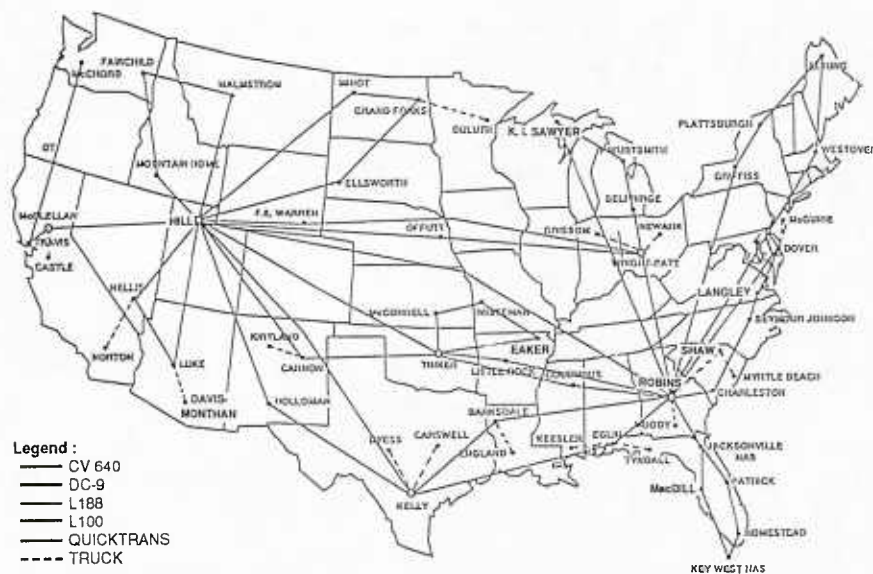 FAIRCHILD
McCHORD
MALMSTROM
MINOT
GRAND FORKS
DULUTH
K. I. SAWYER
WURTSMITH
PLATTSBURGH
LORING
WESTOVER
GRIFFISS
MOUNTAIN HOME
ELLSWORTH
McCLELLAN
TRAVIS
CASTLE
HILL
F.E. WARREN
OFFUTT
GRISSOM
NEWARK
WRIGHT-PATT
McGUIRE
DOVER
LANGLEY
NELLIS
McCONNELL
WHITEMAN
SEYMOUR JOHNSON
NORTON
LUKE
KIRTLAND
CANNON
TINKER
EAKER
LITTLE ROCK
COLUMBUS
SHAW
ROBINS
MYRTLE BEACH
CHARLESTON
DAVIS-
MONTHAN
HOLLOMAN
DYESS
CARSWELL
BARKSDALE
ENGLAND
KEESLER
EGLIN
MOODY
TYNDALL
JACKSONVILLE
NAS
KELLY
MacDILL
PATRICK
HOMESTEAD
KEY WEST NAS
Legend :
CV 640
DC-9
L188
L100
QUICKTRANS
TRUCK